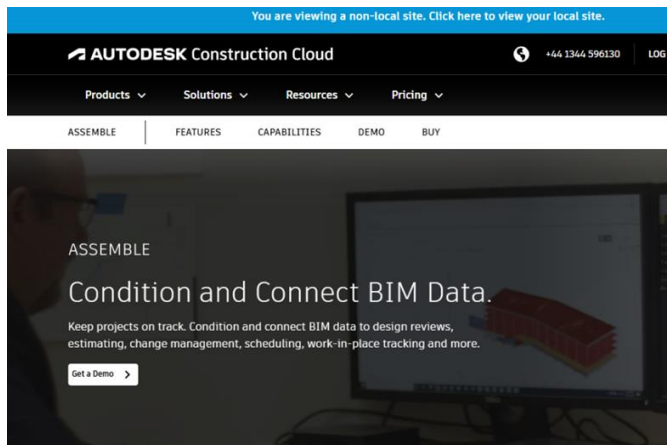 You are viewing a non-local site. Click here to view your local site.
AUTODESK Construction Cloud
+44 1344 596130
LOG
Products
Solutions
Resources
Pricing
ASSEMBLE
FEATURES
CAPABILITIES
DEMO
BUY
ASSEMBLE
Condition and Connect BIM Data.
Keep projects on track. Condition and connect BIM data to design reviews,
estimating, change management, scheduling, work-in-place tracking and more.
Get a Demo